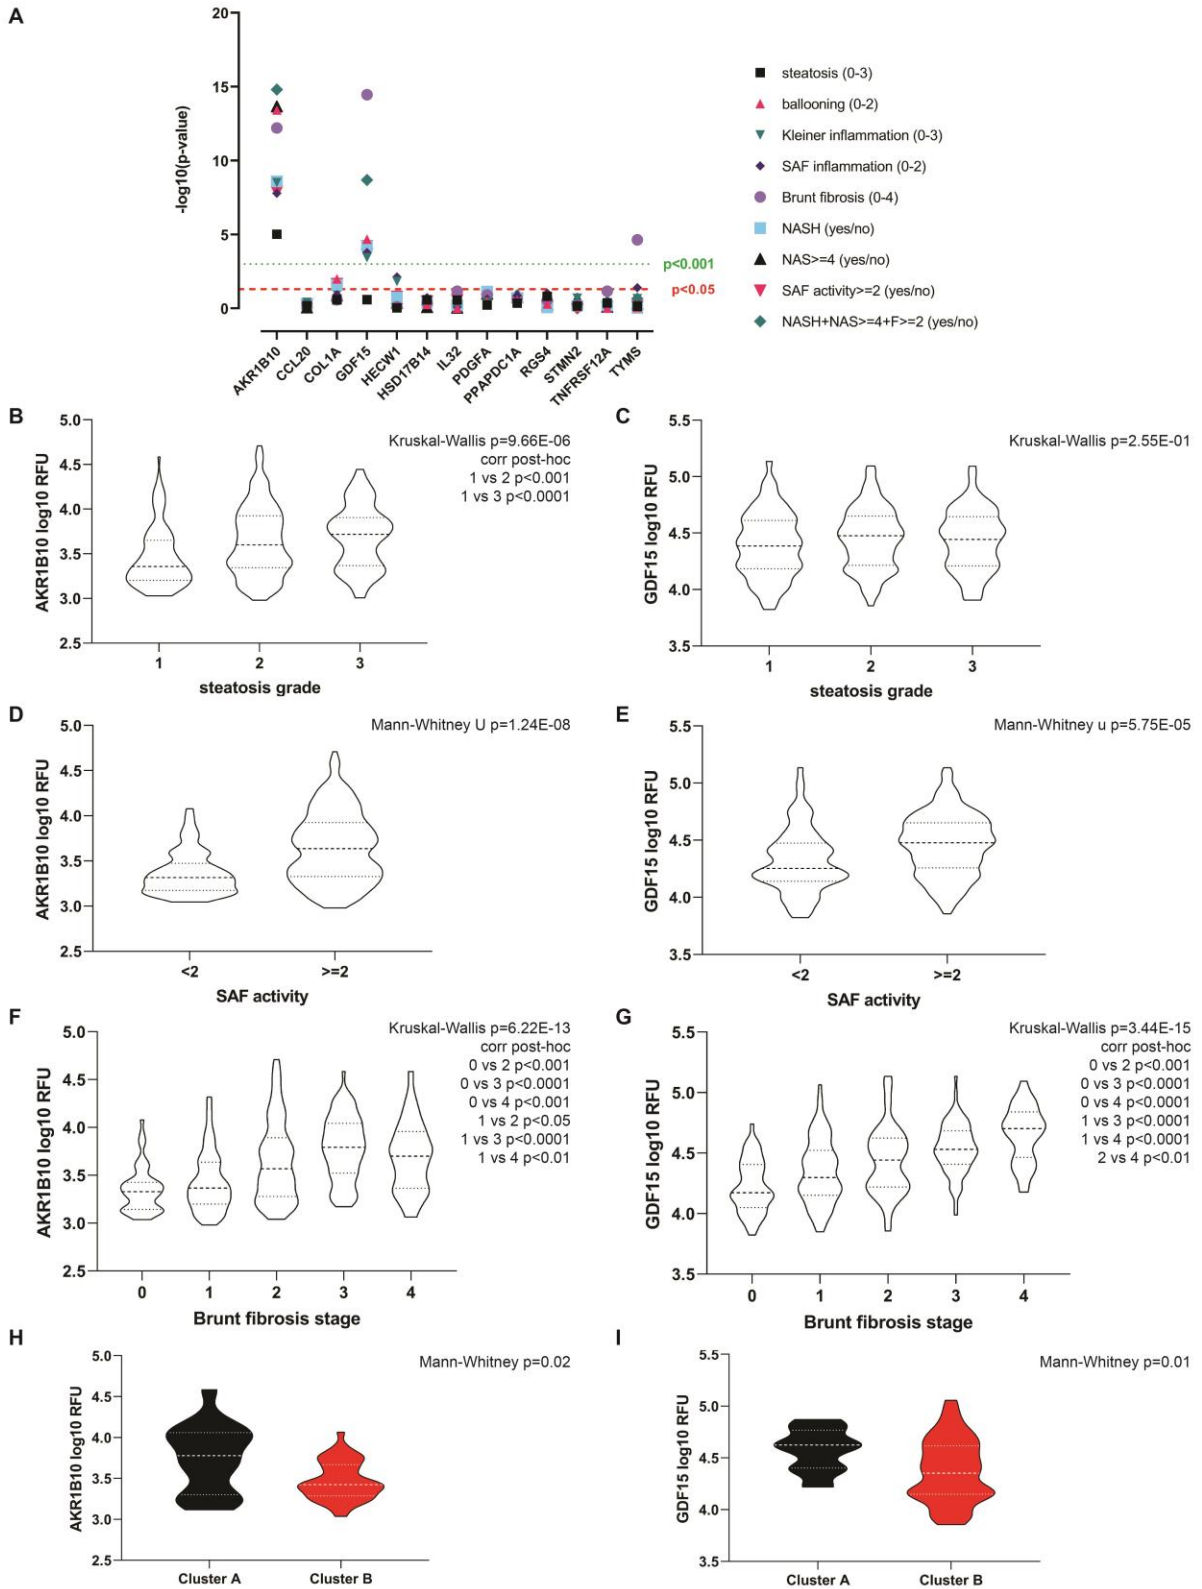 A
20
15
10
5
0
-log10(p-value)
p<0.001
p<0.05
AKR1B10
CCL20
COL1A
GDF15
HECW1
HSD17B14
IL32
PDGFA
PPAPDC1A
RGS4
STMN2
TNFRSF12A
TYMS
steatosis (0-3)
ballooning (0-2)
Kleiner inflammation (0-3)
SAF inflammation (0-2)
Brunt fibrosis (0-4)
NASH (yes/no)
NAS>=4 (yes/no)
SAF activity>=2 (yes/no)
NASH+NAS>=4+F>=2 (yes/no)
B
5.0
4.5
4.0
3.5
3.0
2.5
AKR1B10 log10 RFU
Kruskal-Wallis p=9.66E-06
corr post-hoc
1 vs 2 p<0.001
1 vs 3 p<0.0001
1 2 3
steatosis grade
C
5.5
5.0
4.5
4.0
3.5
GDF15 log10 RFU
Kruskal-Wallis p=2.55E-01
1 2 3
steatosis grade
D
5.0
4.5
4.0
3.5
3.0
2.5
AKR1B10 log10 RFU
Mann-Whitney U p=1.24E-08
<2 >=2
SAF activity
E
5.5
5.0
4.5
4.0
3.5
GDF15 log10 RFU
Mann-Whitney u p=5.75E-05
<2 >=2
SAF activity
F
5.0
4.5
4.0
3.5
3.0
2.5
AKR1B10 log10 RFU
Kruskal-Wallis p=6.22E-13
corr post-hoc
0 vs 2 p<0.001
0 vs 3 p<0.0001
0 vs 4 p<0.001
1 vs 2 p<0.05
1 vs 3 p<0.0001
1 vs 4 p<0.01
0 1 2 3 4
Brunt fibrosis stage
G
5.5
5.0
4.5
4.0
3.5
GDF15 log10 RFU
Kruskal-Wallis p=3.44E-15
corr post-hoc
0 vs 2 p<0.001
0 vs 3 p<0.0001
0 vs 4 p<0.0001
1 vs 3 p<0.0001
1 vs 4 p<0.0001
2 vs 4 p<0.01
0 1 2 3 4
Brunt fibrosis stage
H
5.0
4.5
4.0
3.5
3.0
2.5
AKR1B10 log10 RFU
Mann-Whitney p=0.02
Cluster A Cluster B
I
5.5
5.0
4.5
4.0
3.5
GDF15 log10 RFU
Mann-Whitney p=0.01
Cluster A Cluster B